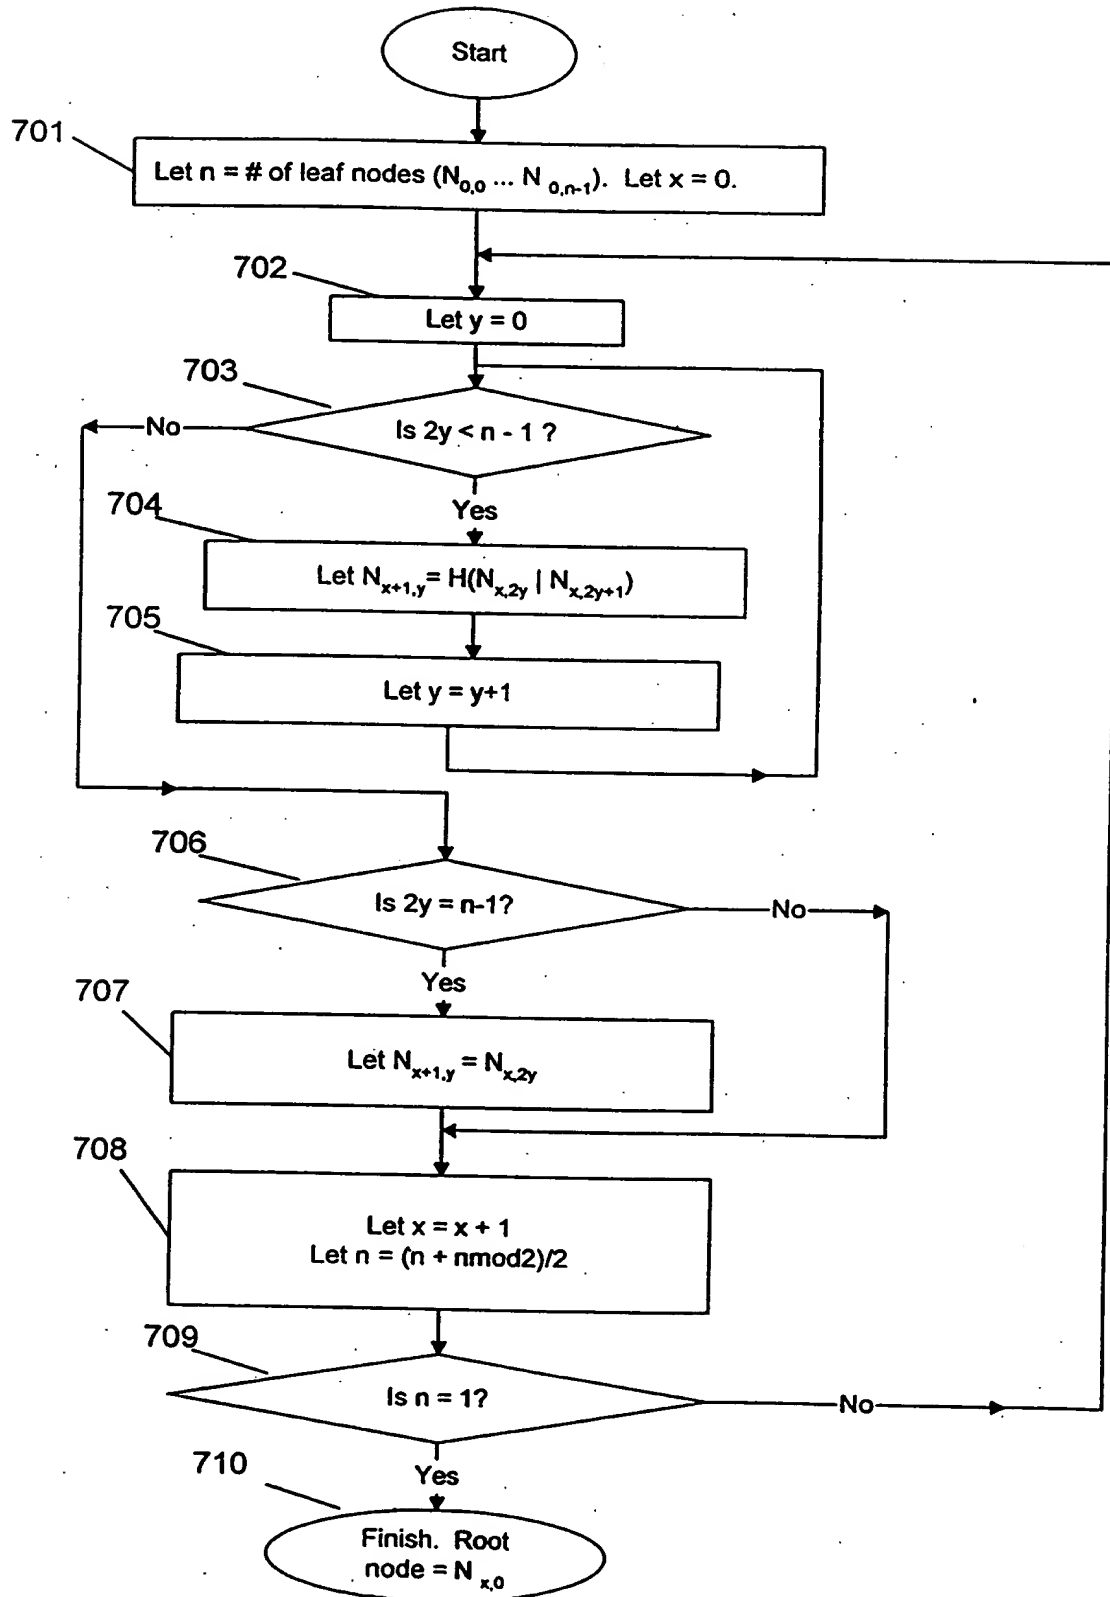 Start
701
Let n = # of leaf nodes (N0,0 ... N 0,n-1). Let x = 0.
702
Let y = 0
703
Is 2y < n - 1 ?
No
Yes
704
Let Nx+1,y = H(Nx,2y | Nx,2y+1)
705
Let y = y+1
706
Is 2y = n-1?
No
Yes
707
Let Nx+1,y = Nx,2y
708
Let x = x + 1
Let n = (n + nmod2)/2
709
Is n = 1?
No
Yes
710
Finish. Root
node = N x,0